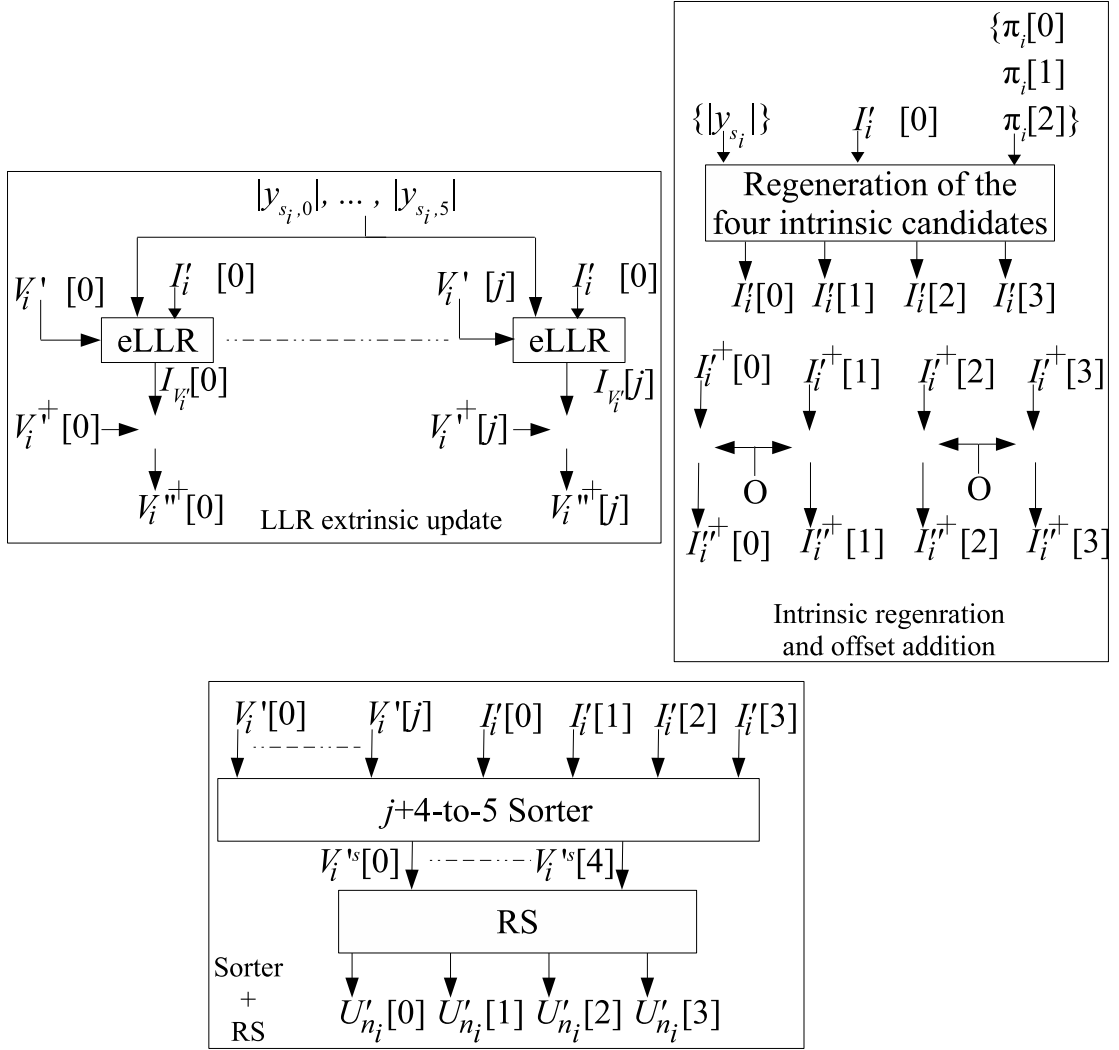 |y_{s_i,0}|, ... , |y_{s_i,5}|
V_i' [0] I_i' [0] V_i' [j] I_i' [0]
eLLR eLLR
I_{V_i'}[0] I_{V_i'}[j]
V_i'^+[0] V_i'^+[j]
V_i''^+[0] V_i''^+[j]
LLR extrinsic update
{π_i[0]
π_i[1]
{|y_{s_i}|} I_i' [0] π_i[2]}
Regeneration of the
four intrinsic candidates
I_i'[0] I_i'[1] I_i'[2] I_i'[3]
I_i'^+[0] I_i'^+[1] I_i'^+[2] I_i'^+[3]
O O
I_i''^+[0] I_i''^+[1] I_i''^+[2] I_i''^+[3]
Intrinsic regenration
and offset addition
V_i'[0] V_i'[j] I_i'[0] I_i'[1] I_i'[2] I_i'[3]
j+4-to-5 Sorter
V_i'^s[0] V_i'^s[4]
RS
U'_{n_i}[0] U'_{n_i}[1] U'_{n_i}[2] U'_{n_i}[3]
Sorter
+
RS